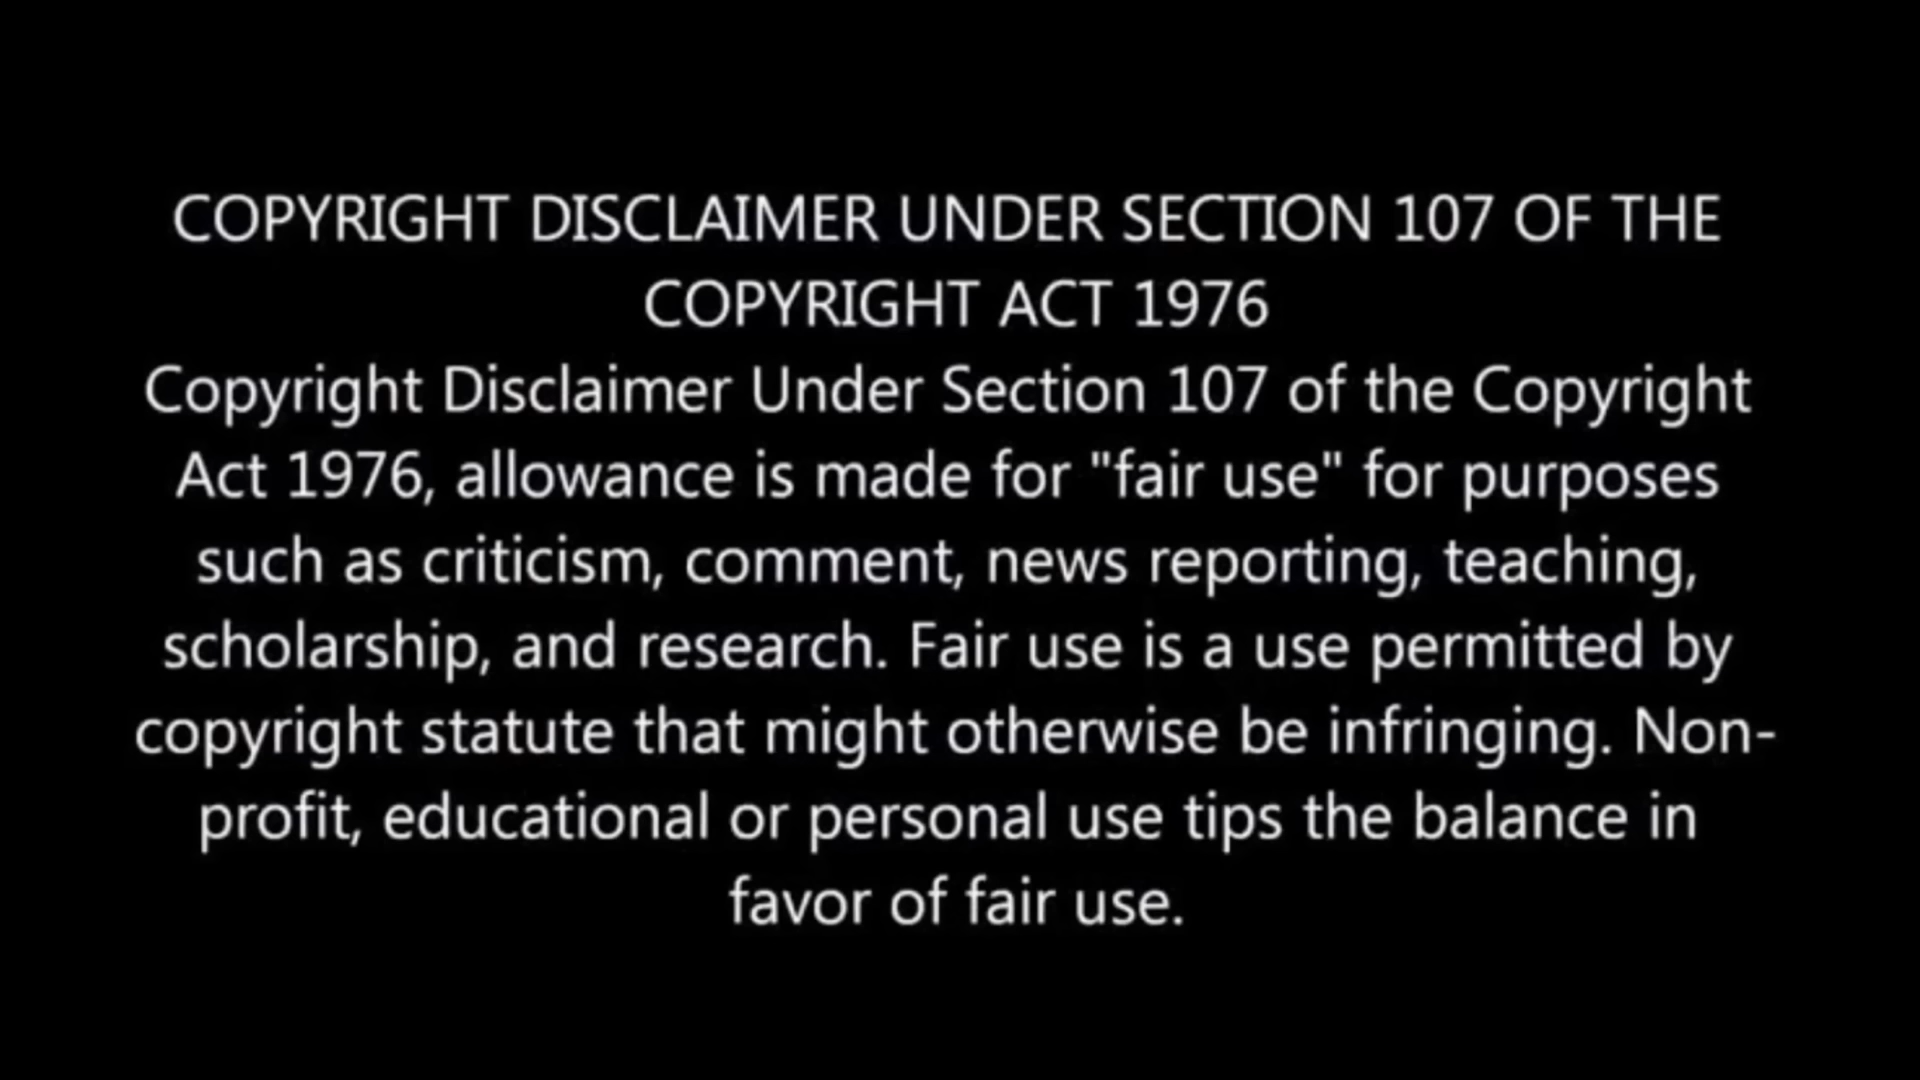 COPYRIGHT DISCLAIMER UNDER SECTION 107 OF THE
COPYRIGHT ACT 1976
Copyright Disclaimer Under Section 107 of the Copyright
Act 1976, allowance is made for "fair use" for purposes
such as criticism, comment, news reporting, teaching,
scholarship, and research. Fair use is a use permitted by
copyright statute that might otherwise be infringing. Non-
profit, educational or personal use tips the balance in
favor of fair use.